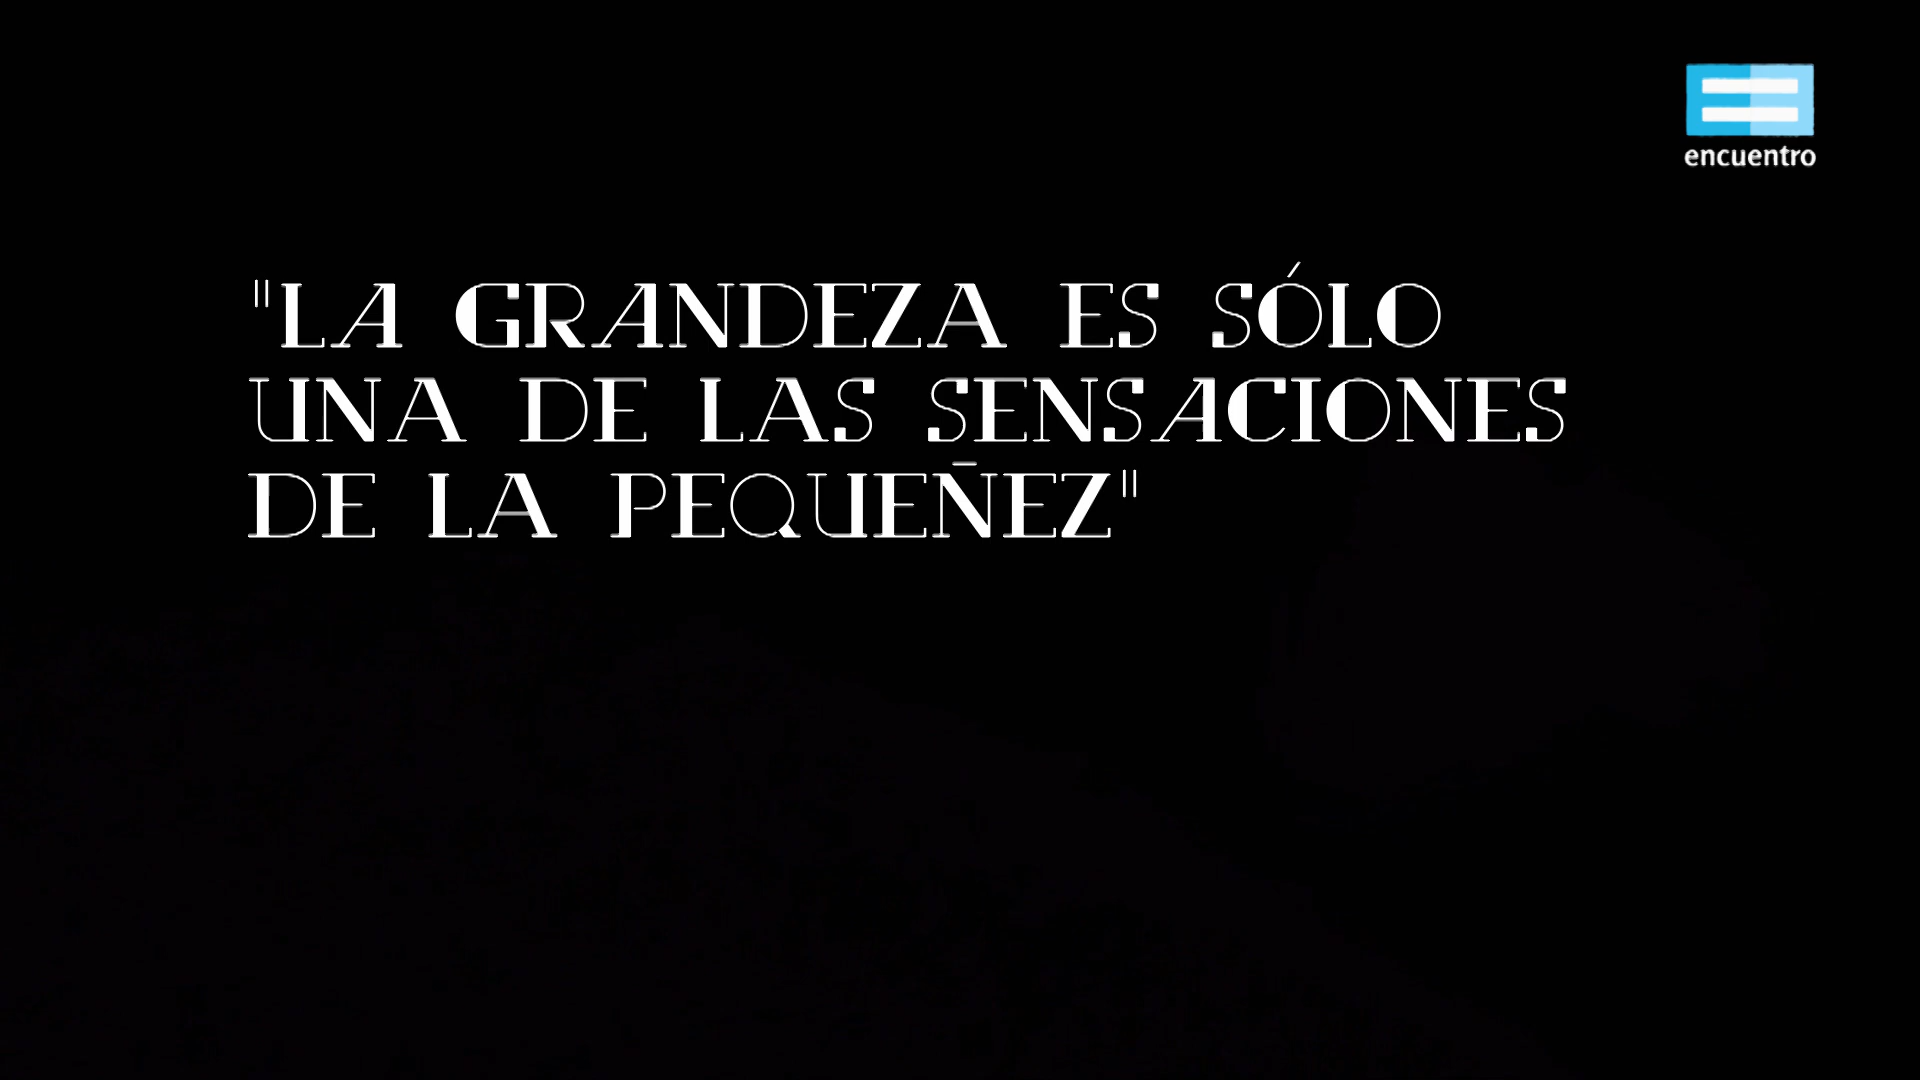 encuentro
"LA GRANDEZA ES SÓLO
UNA DE LAS SENSACIONES
DE LA PEQUEÑEZ"